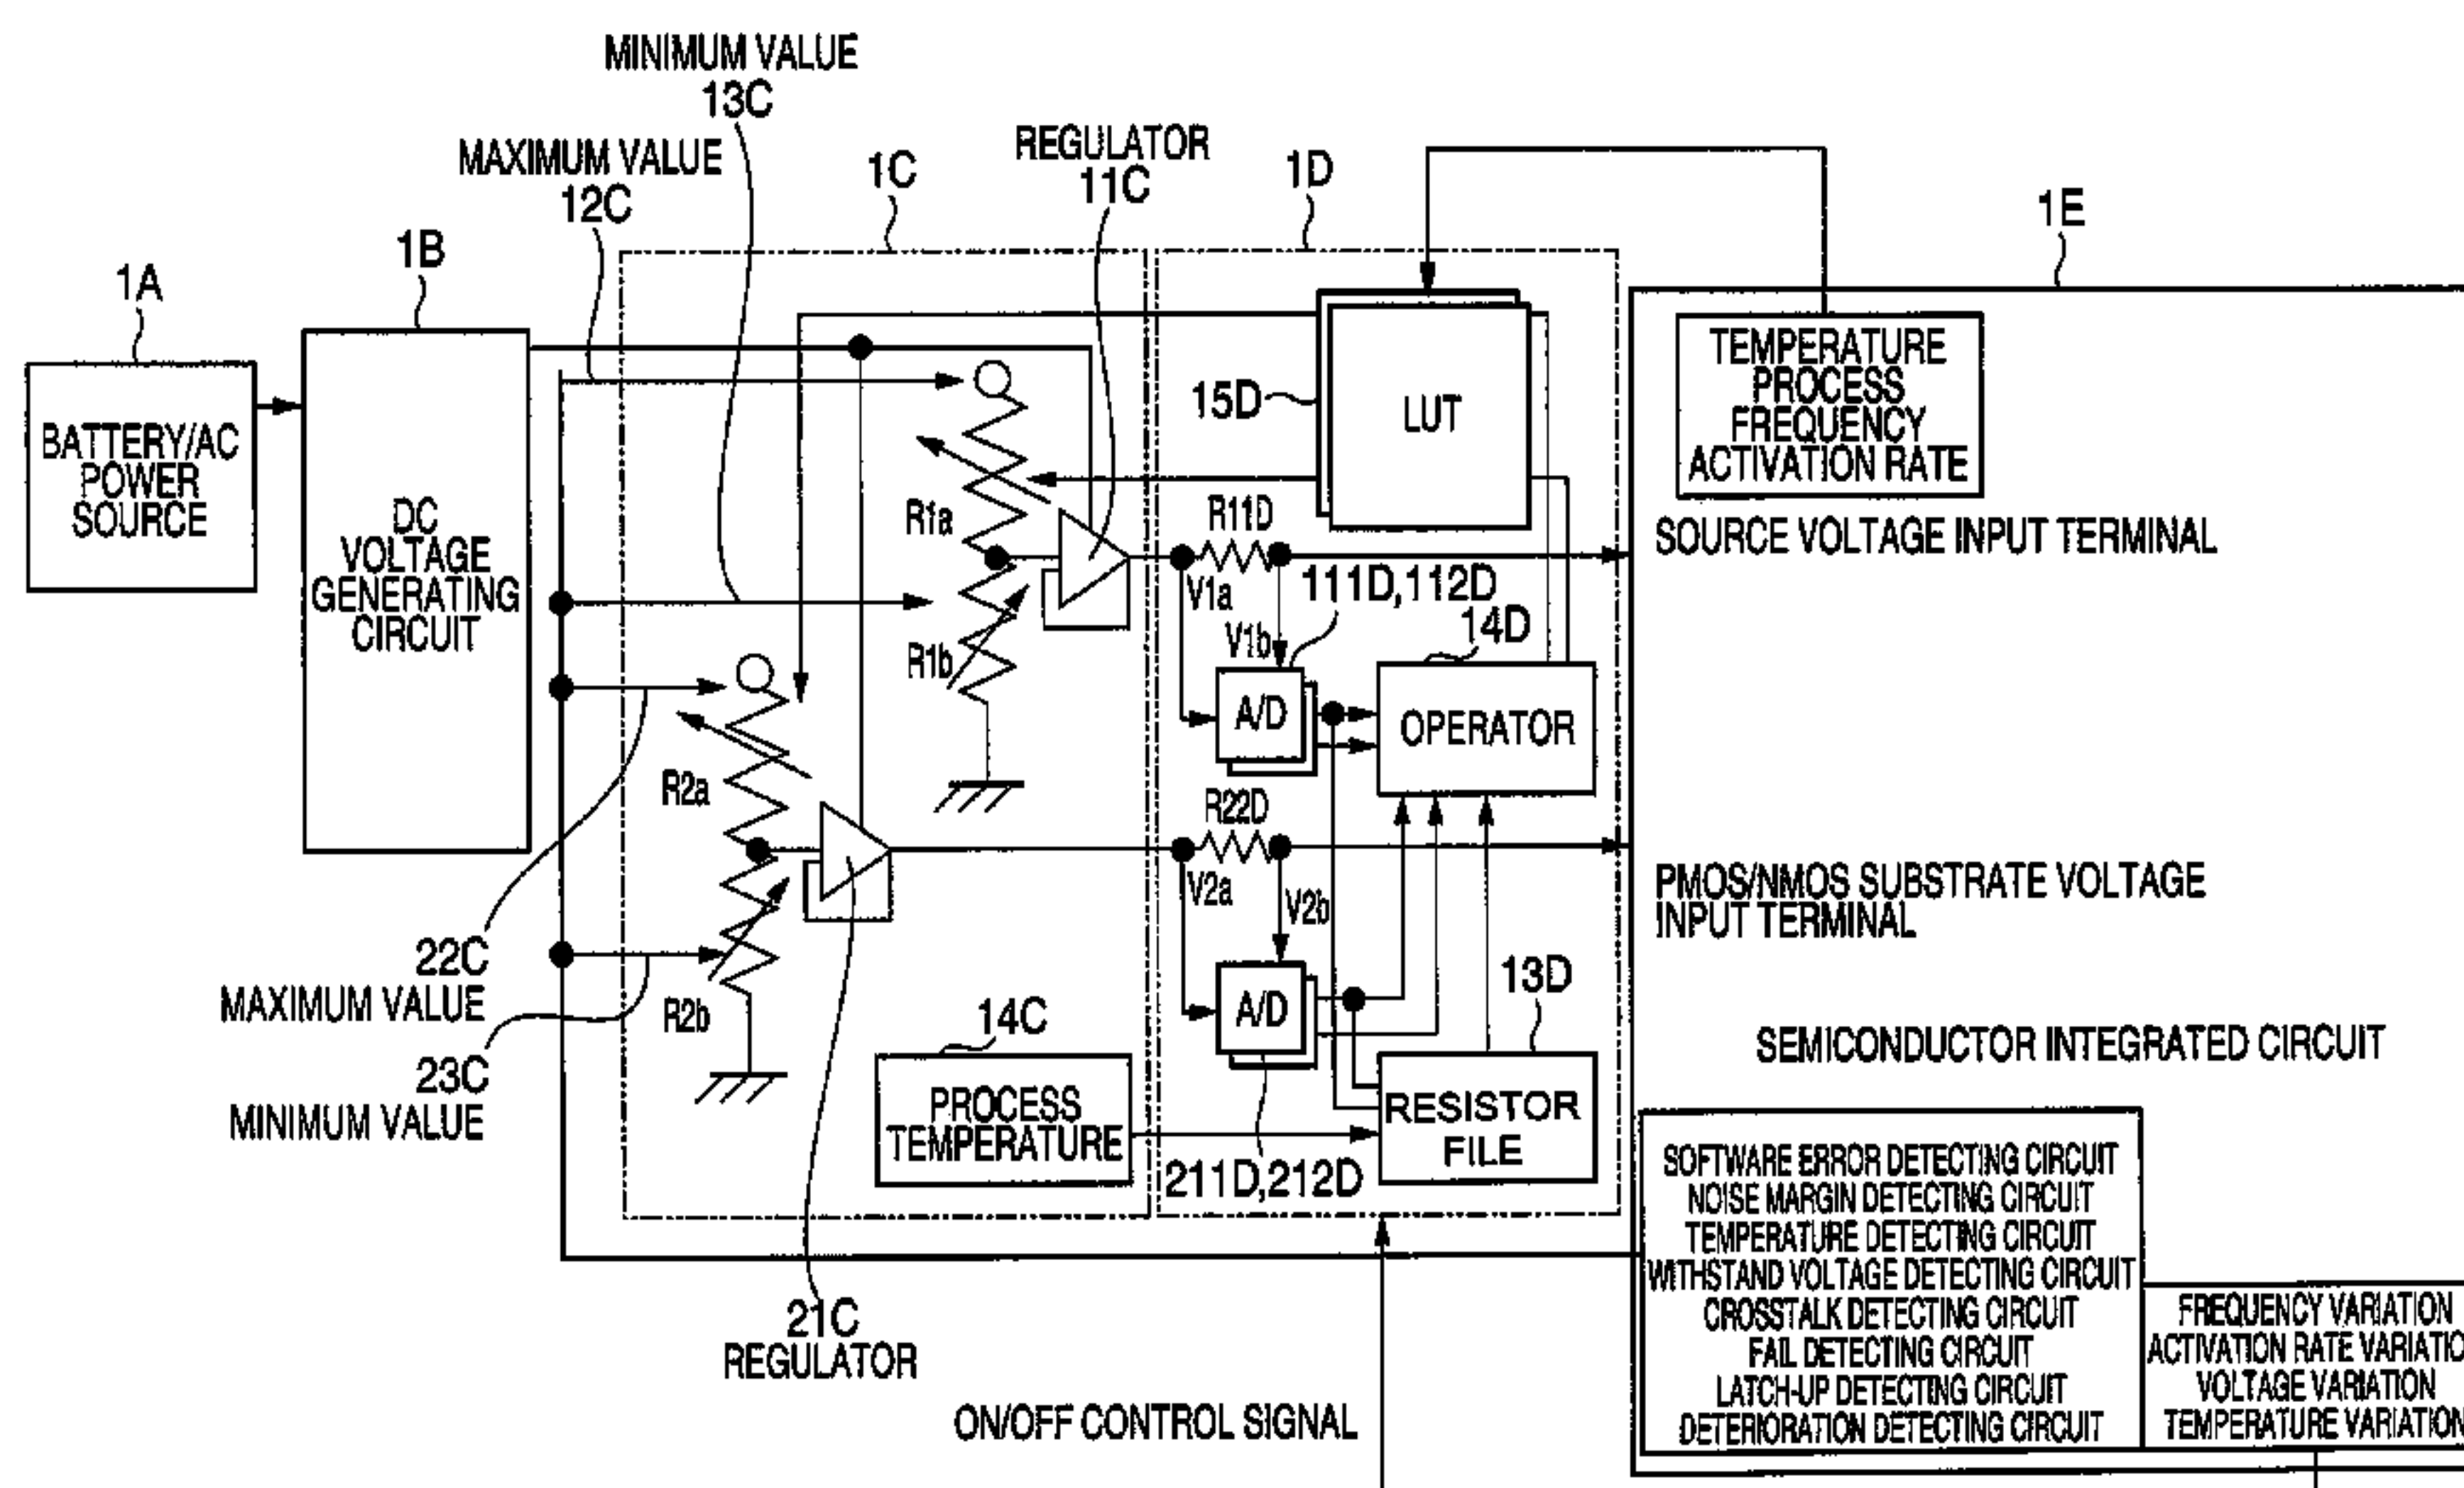 MINIMUM VALUE
13C
MAXIMUM VALUE
12C
1C
REGULATOR
11C
1D
1E
1A
1B
BATTERY/AC
POWER
SOURCE
DC
VOLTAGE
GENERATING
CIRCUIT
15D
LUT
TEMPERATURE
PROCESS
FREQUENCY
ACTIVATION RATE
R1a
R11D
SOURCE VOLTAGE INPUT TERMINAL
V1a
111D,112D
V1b
14D
R1b
A/D
OPERATOR
R2a
R22D
V2a
V2b
PMOS/NMOS SUBSTRATE VOLTAGE
INPUT TERMINAL
22C
MAXIMUM VALUE
23C
MINIMUM VALUE
R2b
14C
PROCESS
TEMPERATURE
A/D
13D
RESISTOR
FILE
211D,212D
SEMICONDUCTOR INTEGRATED CIRCUIT
SOFTWARE ERROR DETECTING CIRCUIT
NOISE MARGIN DETECTING CIRCUIT
TEMPERATURE DETECTING CIRCUIT
WITHSTAND VOLTAGE DETECTING CIRCUIT
CROSSTALK DETECTING CIRCUIT
FAIL DETECTING CIRCUIT
LATCH-UP DETECTING CIRCUIT
DETERIORATION DETECTING CIRCUIT
FREQUENCY VARIATION
ACTIVATION RATE VARIATIO
VOLTAGE VARIATION
TEMPERATURE VARIATION
21C
REGULATOR
ON/OFF CONTROL SIGNAL